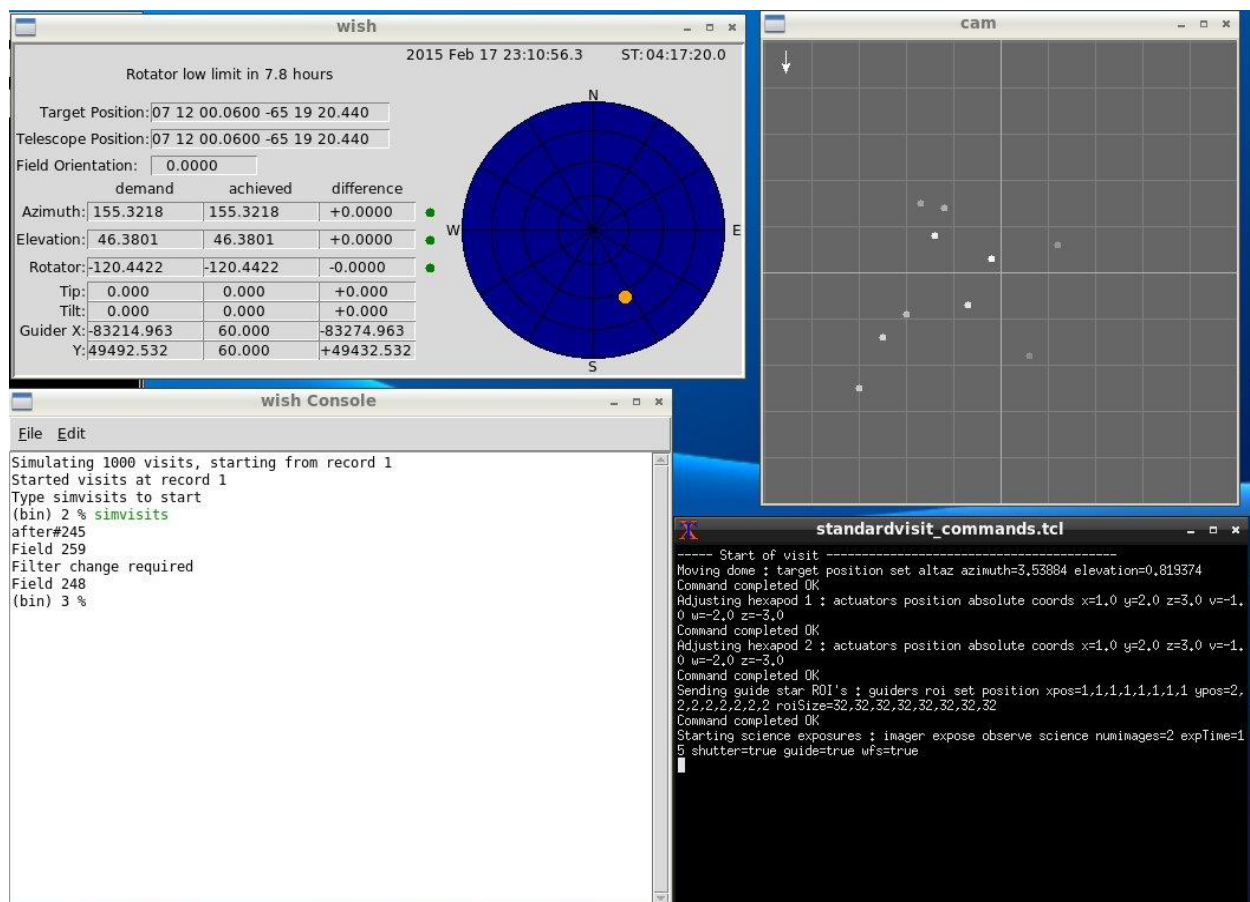 wish
2015 Feb 17 23:10:56.3 ST:04:17:20.0
Rotator low limit in 7.8 hours
Target Position: 07 12 00.0600 -65 19 20.440
Telescope Position: 07 12 00.0600 -65 19 20.440
Field Orientation: 0.0000
demand achieved difference
Azimuth: 155.3218 155.3218 +0.0000
Elevation: 46.3801 46.3801 +0.0000
Rotator: -120.4422 -120.4422 -0.0000
Tip: 0.000 0.000 +0.000
Tilt: 0.000 0.000 +0.000
Guider X: -83214.963 60.000 -83274.963
Y: 49492.532 60.000 +49432.532
N
W
E
S
cam
wish Console
File Edit
Simulating 1000 visits, starting from record 1
Started visits at record 1
Type simvisits to start
(bin) 2 % simvisits
after#245
Field 259
Filter change required
Field 248
(bin) 3 %
standardvisit_commands.tcl
----- Start of visit -----------------------------------------
Moving dome : target position set altaz azimuth=3.53884 elevation=0.819374
Command completed OK
Adjusting hexapod 1 : actuators position absolute coords x=1.0 y=2.0 z=3.0 v=-1.
0 w=-2.0 z=-3.0
Command completed OK
Adjusting hexapod 2 : actuators position absolute coords x=1.0 y=2.0 z=3.0 v=-1.
0 w=-2.0 z=-3.0
Command completed OK
Sending guide star ROI's : guiders roi set position xpos=1,1,1,1,1,1,1,1 ypos=2,
2,2,2,2,2,2,2 roiSize=32,32,32,32,32,32,32,32
Command completed OK
Starting science exposures : imager expose observe science numimages=2 expTime=1
5 shutter=true guide=true wfs=true